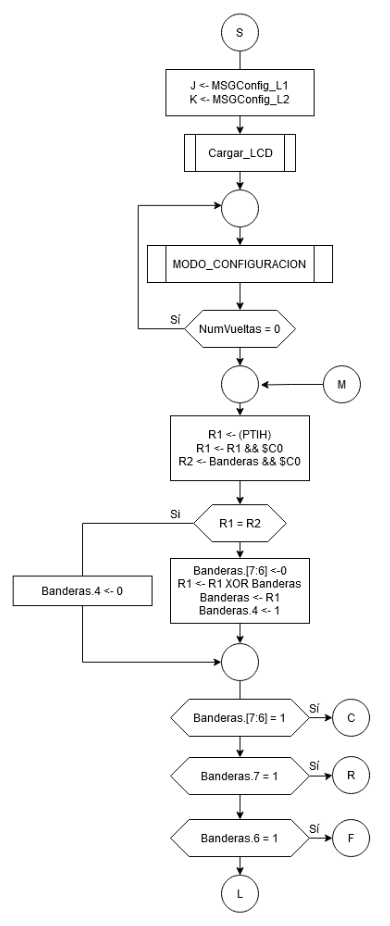 S
J <- MSGConfig_L1
K <- MSGConfig_L2
Cargar_LCD
MODO_CONFIGURACION
Sí
NumVueltas = 0
M
R1 <- (PTIH)
R1 <- R1 && $C0
R2 <- Banderas && $C0
Si
R1 = R2
Banderas.4 <- 0
Banderas.[7:6] <-0
R1 <- R1 XOR Banderas
Banderas <- R1
Banderas.4 <- 1
Banderas.[7:6] = 1
Sí
C
Banderas.7 = 1
Sí
R
Banderas.6 = 1
Sí
F
L